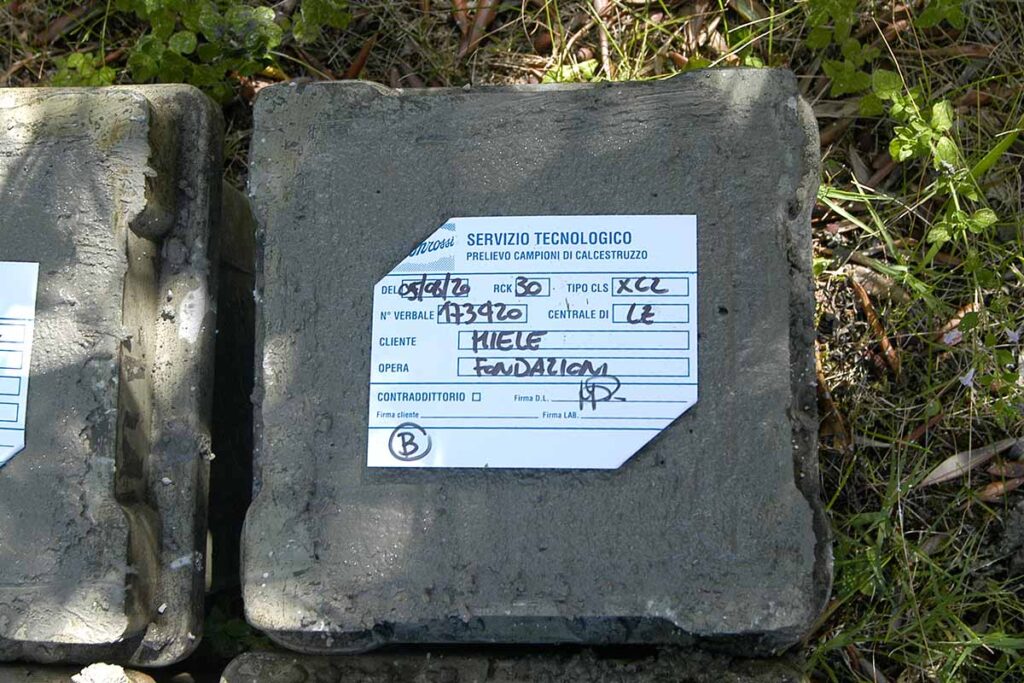 SERVIZIO TECNOLOGICO
PRELIEVO CAMPIONI DI CALCESTRUZZO
DEL RCK 30 TIPO CLS XC2
N° VERBALE 173420 CENTRALE DI LE
CLIENTE MIELE
OPERA FONDAZIONI
CONTRADDITTORIO Firma D.L.
Firma cliente Firma LAB.
B